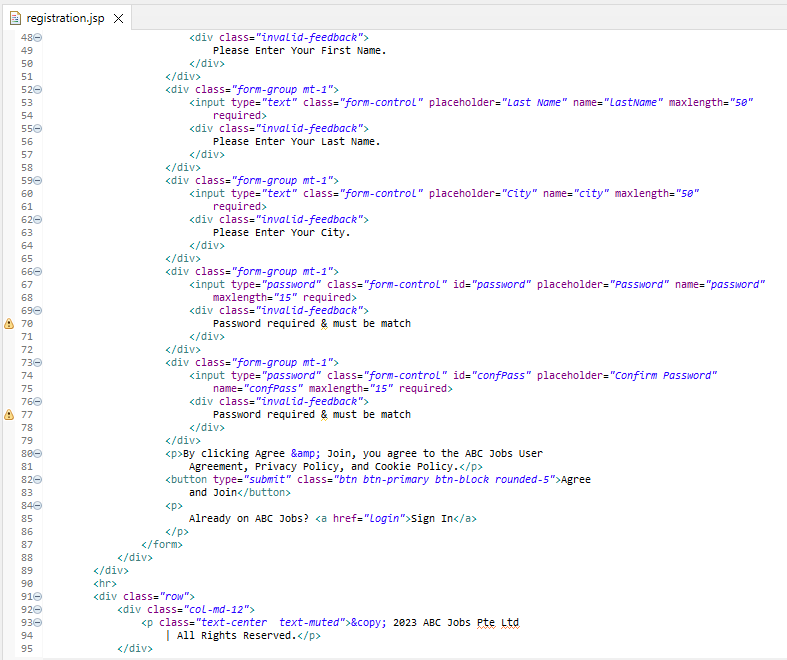 registration.jsp
48 <div class="invalid-feedback">
49 Please Enter Your First Name.
50 </div>
51 </div>
52 <div class="form-group mt-1">
53 <input type="text" class="form-control" placeholder="Last Name" name="lastName" maxlength="50"
54 required>
55 <div class="invalid-feedback">
56 Please Enter Your Last Name.
57 </div>
58 </div>
59 <div class="form-group mt-1">
60 <input type="text" class="form-control" placeholder="City" name="city" maxlength="50"
61 required>
62 <div class="invalid-feedback">
63 Please Enter Your City.
64 </div>
65 </div>
66 <div class="form-group mt-1">
67 <input type="password" class="form-control" id="password" placeholder="Password" name="password"
68 maxlength="15" required>
69 <div class="invalid-feedback">
70 Password required & must be match
71 </div>
72 </div>
73 <div class="form-group mt-1">
74 <input type="password" class="form-control" id="confPass" placeholder="Confirm Password"
75 name="confPass" maxlength="15" required>
76 <div class="invalid-feedback">
77 Password required & must be match
78 </div>
79 </div>
80 <p>By clicking Agree &amp; Join, you agree to the ABC Jobs User
81 Agreement, Privacy Policy, and Cookie Policy.</p>
82 <button type="submit" class="btn btn-primary btn-block rounded-5">Agree
83 and Join</button>
84 <p>
85 Already on ABC Jobs? <a href="login">Sign In</a>
86 </p>
87 </form>
88 </div>
89 </div>
90 <hr>
91 <div class="row">
92 <div class="col-md-12">
93 <p class="text-center  text-muted">&copy; 2023 ABC Jobs Pte Ltd
94 | All Rights Reserved.</p>
95 </div>